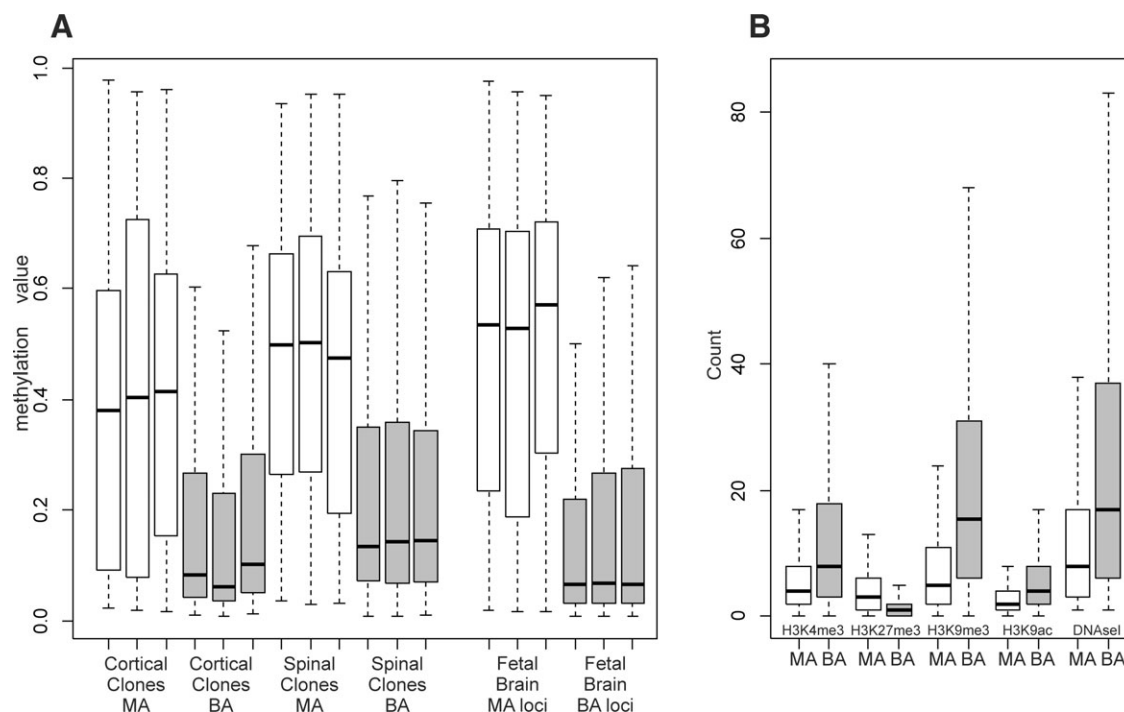 A
B
1.0
0.8
0.6
0.4
0.2
0.0
methylation value
Cortical Clones MA
Cortical Clones BA
Spinal Clones MA
Spinal Clones BA
Fetal Brain MA loci
Fetal Brain BA loci
80
60
40
20
0
Count
H3K4me3 H3K27me3 H3K9me3 H3K9ac DNAseI
MA BA MA BA MA BA MA BA MA BA